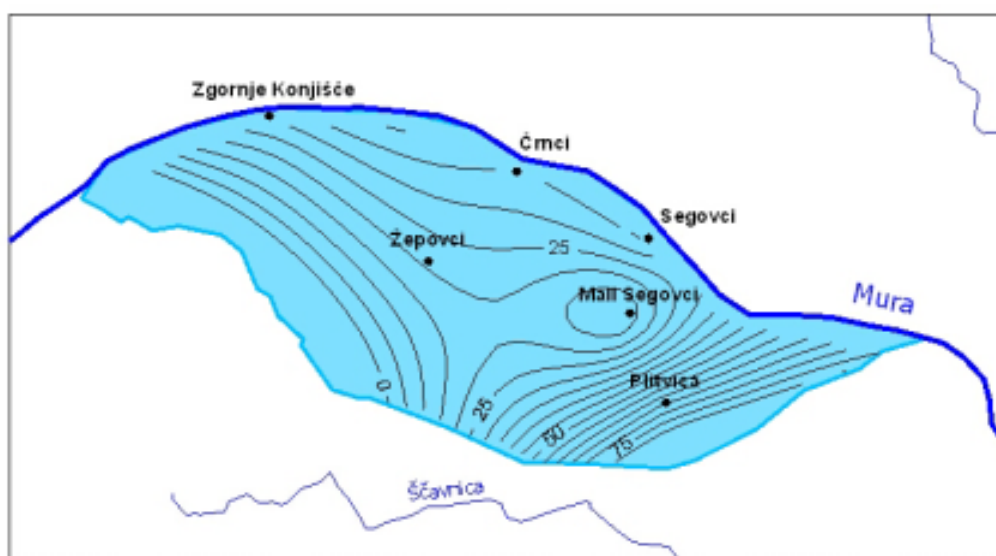 Zgornje Konjišče
Črnci
Segovci
25
Žepovci
Mali Segovci
Mura
Plitvica
0
25
50
75
Ščavnica